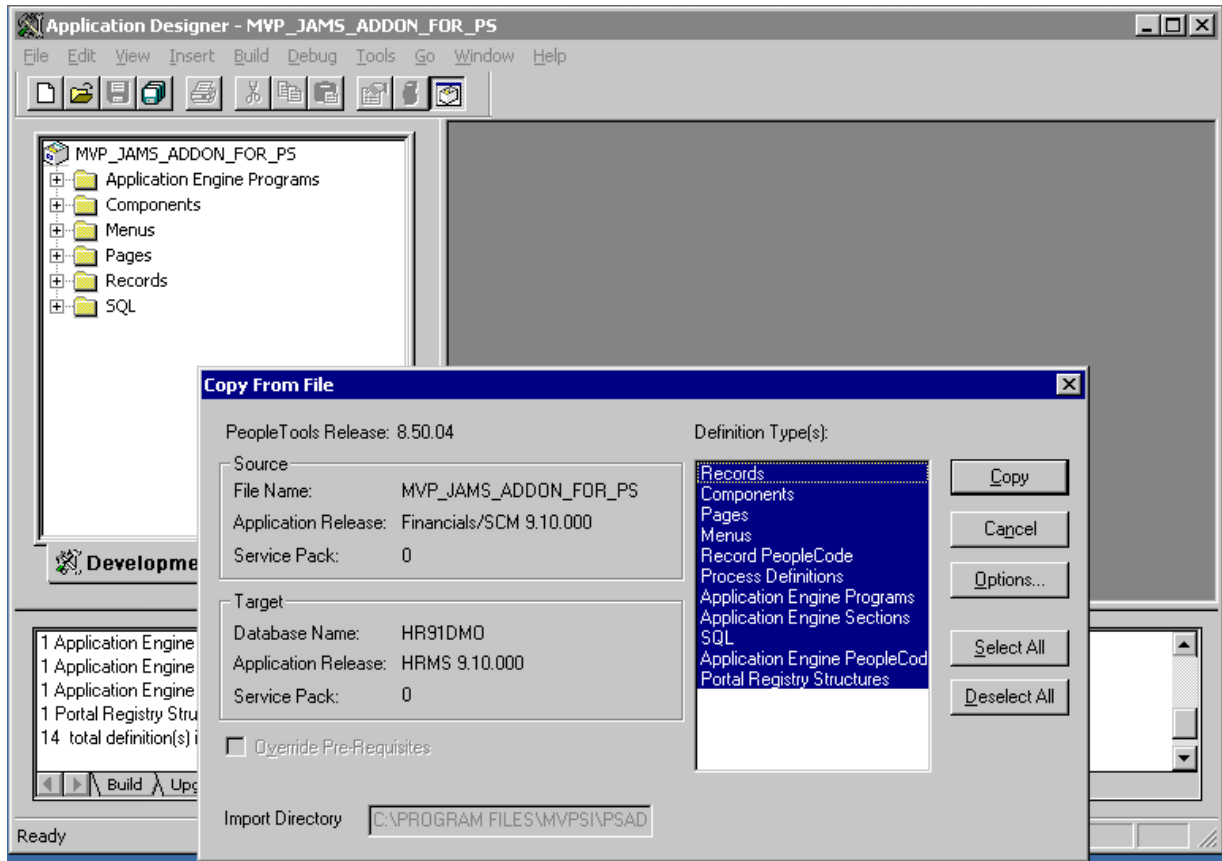 Application Designer - MVP_JAMS_ADDON_FOR_PS
File Edit View Insert Build Debug Tools Go Window Help
MVP_JAMS_ADDON_FOR_PS
Application Engine Programs
Components
Menus
Pages
Records
SQL
Developme
1 Application Engine
1 Application Engine
1 Application Engine
1 Portal Registry Stru
14 total definition(s) i
Build Upg
Ready
Copy From File
PeopleTools Release: 8.50.04
Source
File Name: MVP_JAMS_ADDON_FOR_PS
Application Release: Financials/SCM 9.10.000
Service Pack: 0
Target
Database Name: HR91DMO
Application Release: HRMS 9.10.000
Service Pack: 0
Override Pre-Requisites
Import Directory C:\PROGRAM FILES\MVPSI\PSAD
Definition Type(s):
Records
Components
Pages
Menus
Record PeopleCode
Process Definitions
Application Engine Programs
Application Engine Sections
SQL
Application Engine PeopleCod
Portal Registry Structures
Copy
Cancel
Options...
Select All
Deselect All